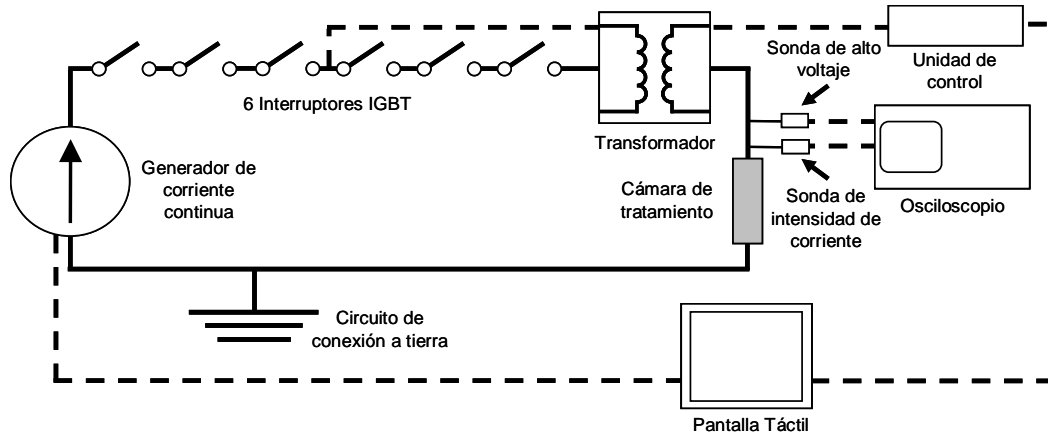 Sonda de alto
voltaje
Unidad de
control
6 Interruptores IGBT
Transformador
Generador de
corriente
continua
Cámara de
tratamiento
Sonda de
intensidad de
corriente
Osciloscopio
Circuito de
conexión a tierra
Pantalla Táctil